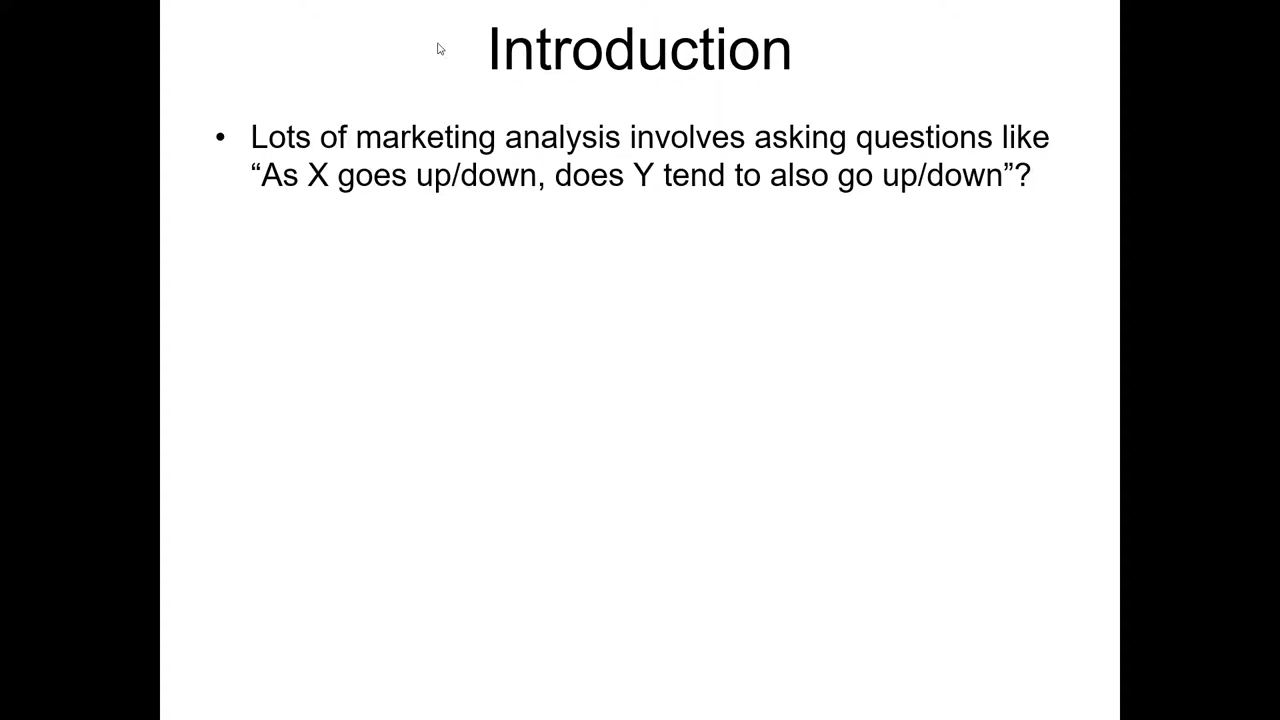 Introduction
• Lots of marketing analysis involves asking questions like
“As X goes up/down, does Y tend to also go up/down”?